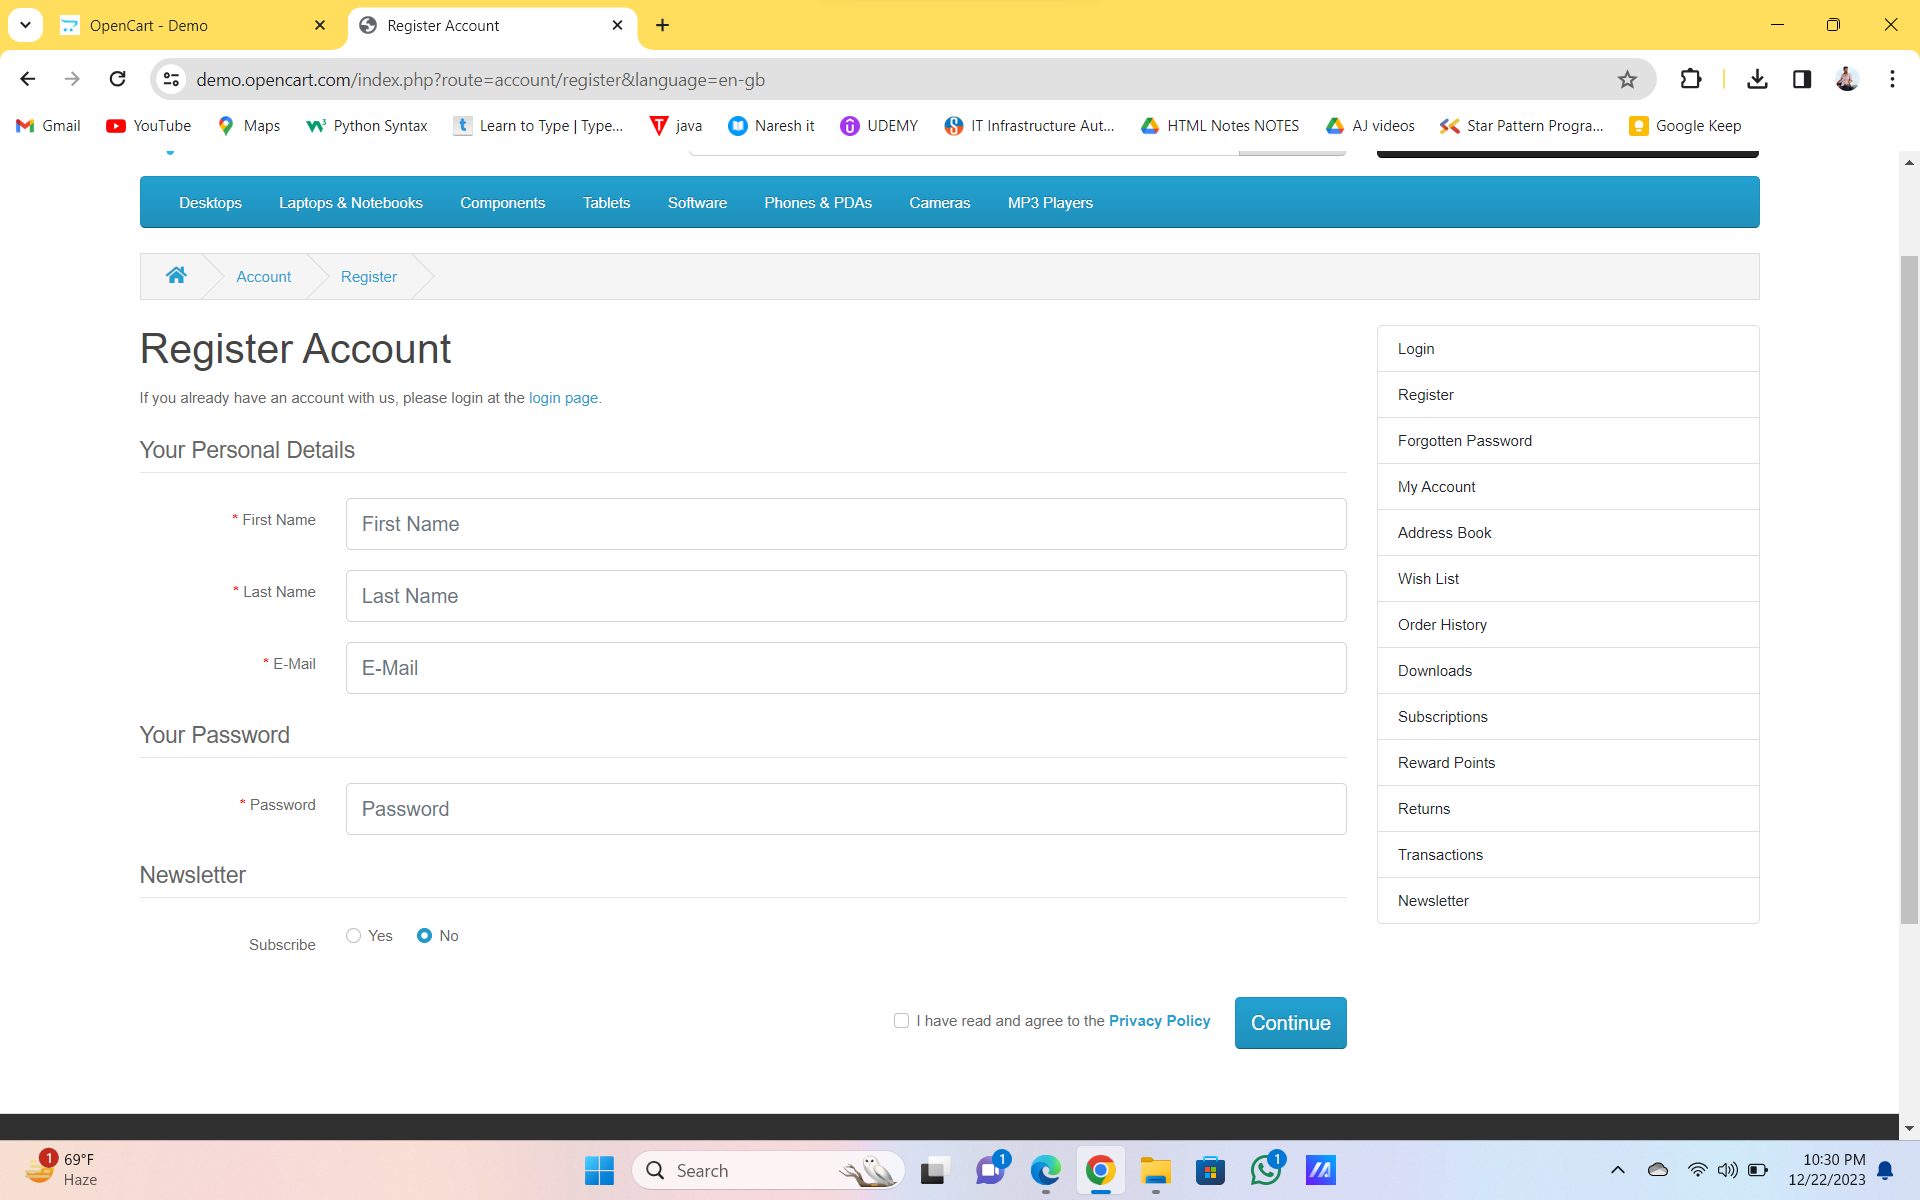 OpenCart - Demo
Register Account
demo.opencart.com/index.php?route=account/register&language=en-gb
Gmail YouTube Maps Python Syntax Learn to Type | Type... java Naresh it UDEMY IT Infrastructure Aut... HTML Notes NOTES AJ videos Star Pattern Progra... Google Keep
Desktops Laptops & Notebooks Components Tablets Software Phones & PDAs Cameras MP3 Players
Account Register
Register Account
If you already have an account with us, please login at the login page.
Your Personal Details
* First Name First Name
* Last Name Last Name
* E-Mail E-Mail
Your Password
* Password Password
Newsletter
Subscribe Yes No
I have read and agree to the Privacy Policy Continue
Login
Register
Forgotten Password
My Account
Address Book
Wish List
Order History
Downloads
Subscriptions
Reward Points
Returns
Transactions
Newsletter
1
69°F
Haze
Search
1
1
10:30 PM
12/22/2023